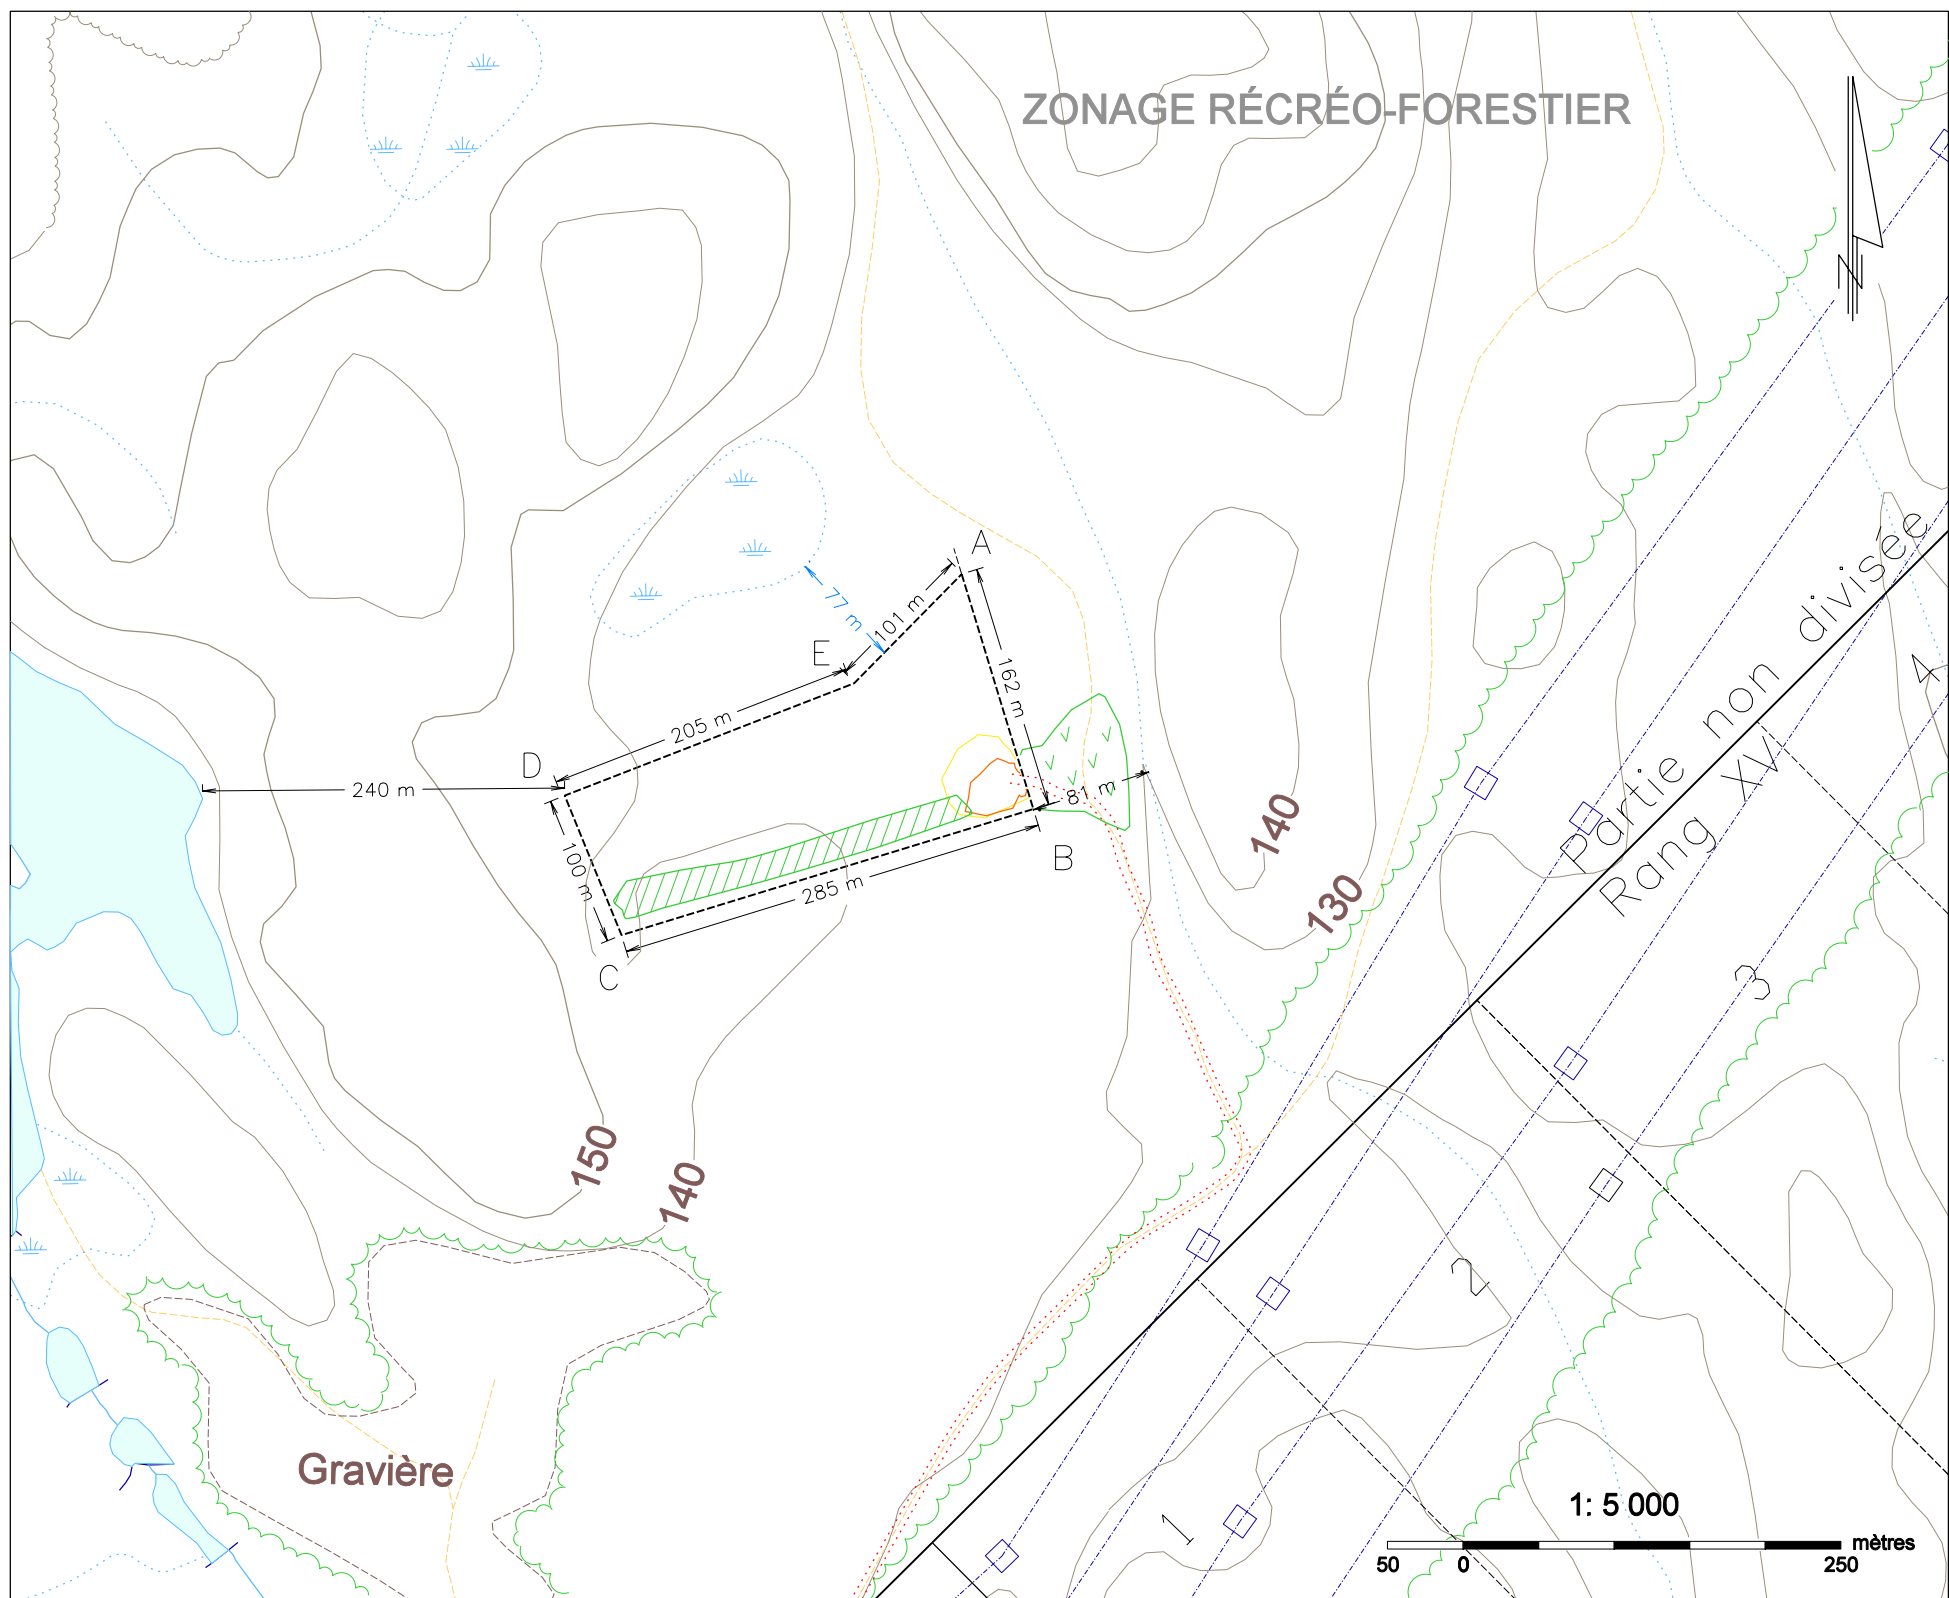 ZONAGE RÉCRÉO-FORESTIER
N
A
101 m
77 m
E
162 m
205 m
D
240 m
81 m
100 m
285 m
B
C
140
130
150
140
Partie non divisée
Rang XV
4
3
2
1
Gravière
1: 5 000
mètres
50 0 250